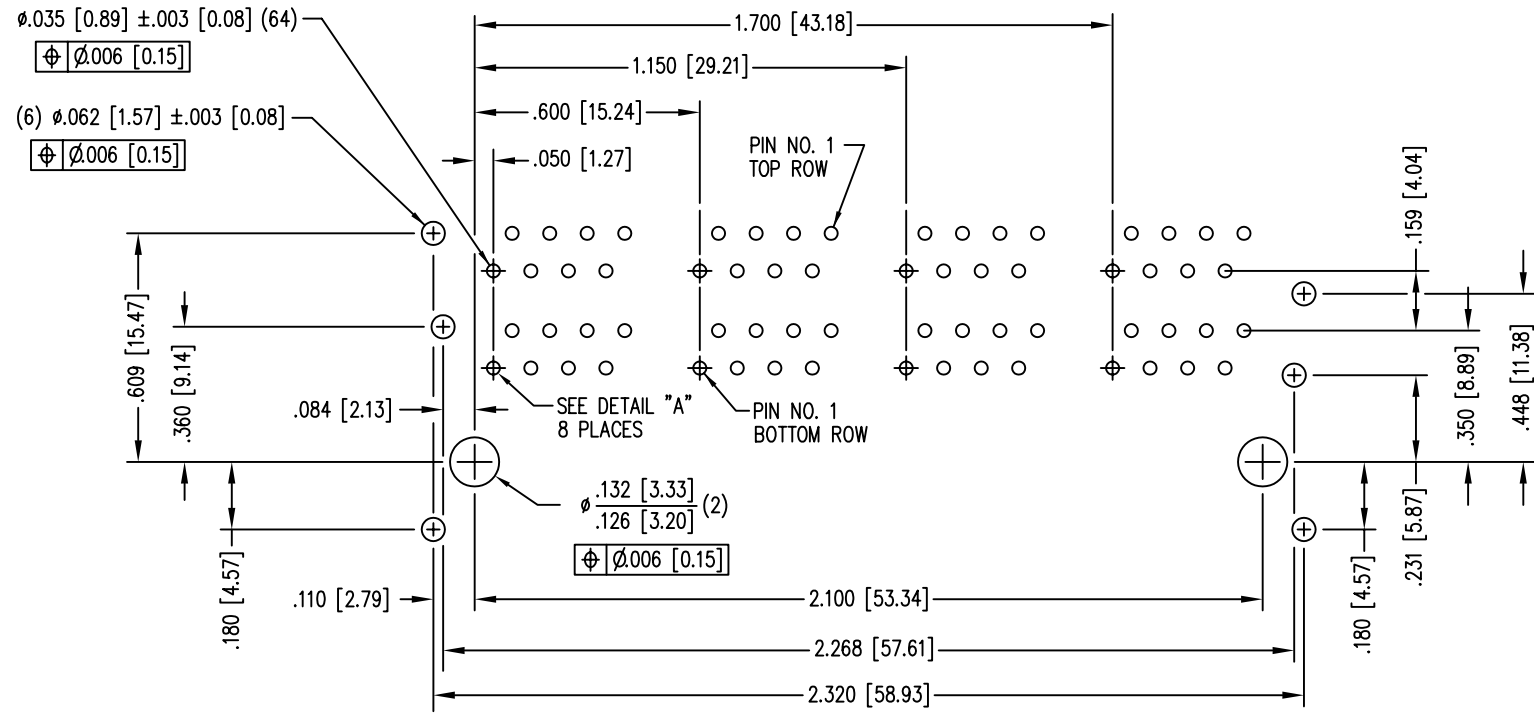 ø.035 [0.89] ±.003 [0.08] (64)
⌖ Ø.006 [0.15]
(6) ø.062 [1.57] ±.003 [0.08]
⌖ Ø.006 [0.15]
1.700 [43.18]
1.150 [29.21]
.600 [15.24]
.050 [1.27]
PIN NO. 1
TOP ROW
.159 [4.04]
.609 [15.47]
.360 [9.14]
.084 [2.13]
SEE DETAIL "A"
8 PLACES
PIN NO. 1
BOTTOM ROW
.448 [11.38]
.350 [8.89]
.231 [5.87]
.180 [4.57]
ø .132 [3.33]
.126 [3.20] (2)
⌖ Ø.006 [0.15]
.180 [4.57]
.110 [2.79]
2.100 [53.34]
2.268 [57.61]
2.320 [58.93]